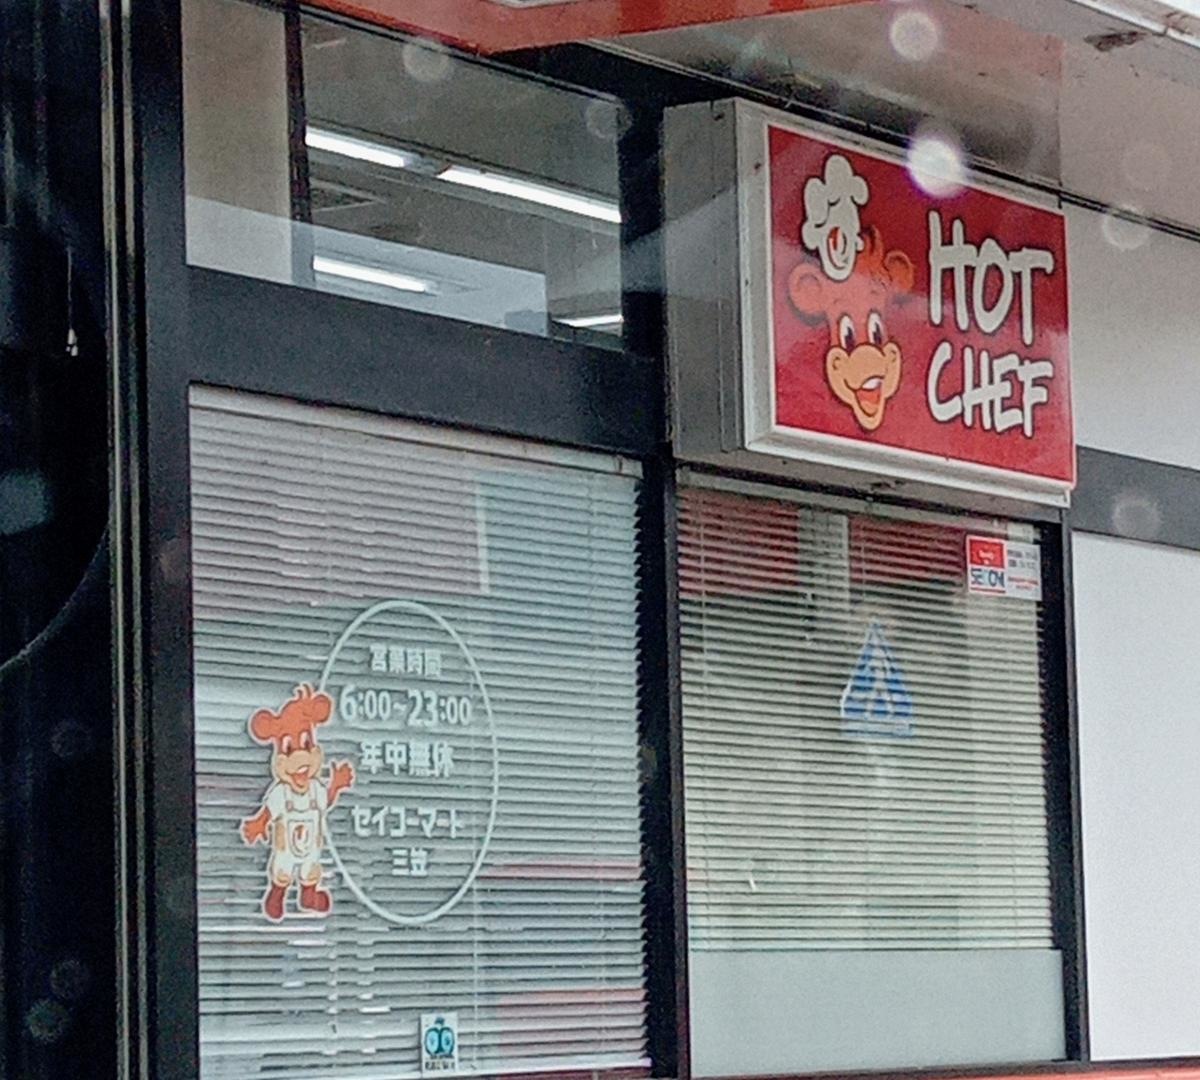 HOT
CHEF
SECOM
営業時間
6:00~23:00
年中無休
セイコーマート
三笠